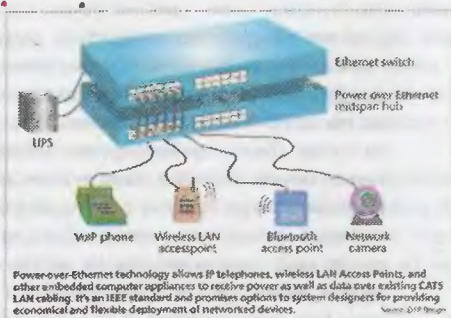 Ethernet switch
Power over Ethernet
midspan hub
UPS
VoIP phone
Wireless LAN
accesspoint
Bluetooth
access point
Network
camera
Power-over-Ethernet technology allows IP telephones, wireless LAN Access Points, and
other embedded computer appliances to receive power as well as data over existing CAT5
LAN cabling. It's an IEEE standard and promises options to system designers for providing
economical and flexible deployment of networked devices.
Source: